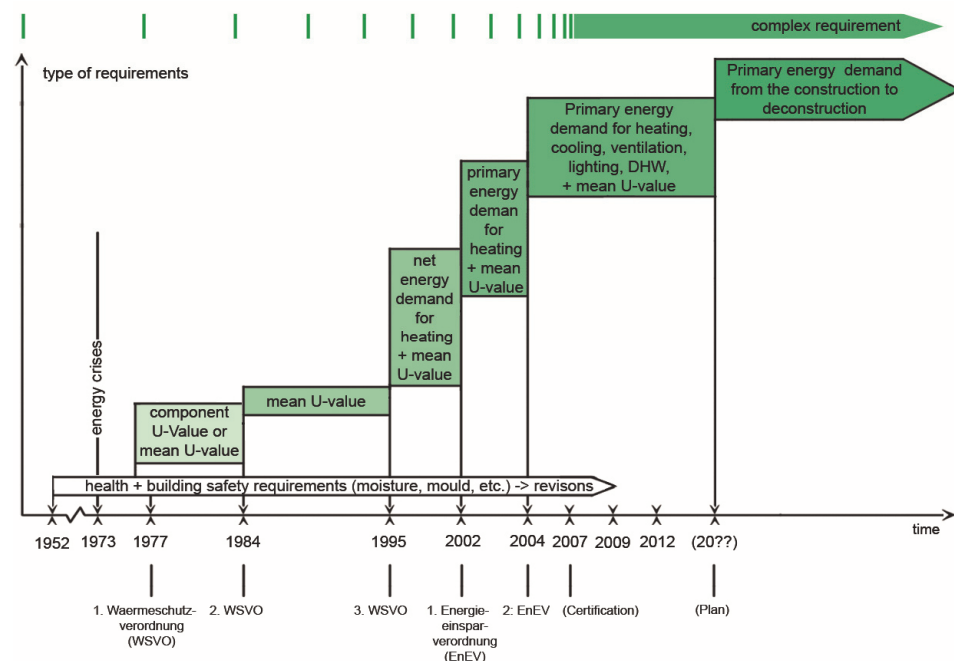 complex requirement
type of requirements
Primary energy  demand
from the construction to
deconstruction
Primary energy
demand for heating,
cooling, ventilation,
lighting, DHW,
+ mean U-value
primary
energy
deman
for
heating
+ mean
U-value
net
energy
demand
for
heating
+ mean
U-value
mean U-value
component
U-Value or
mean U-value
energy crises
health + building safety requirements (moisture, mould, etc.) -> revisons
time
1952
1973
1977
1984
1995
2002
2004
2007
2009
2012
(20??)
1. Waermeschutz-
verordnung
(WSVO)
2. WSVO
3. WSVO
1. Energie-
einspar-
verordnung
(EnEV)
2: EnEV
(Certification)
(Plan)